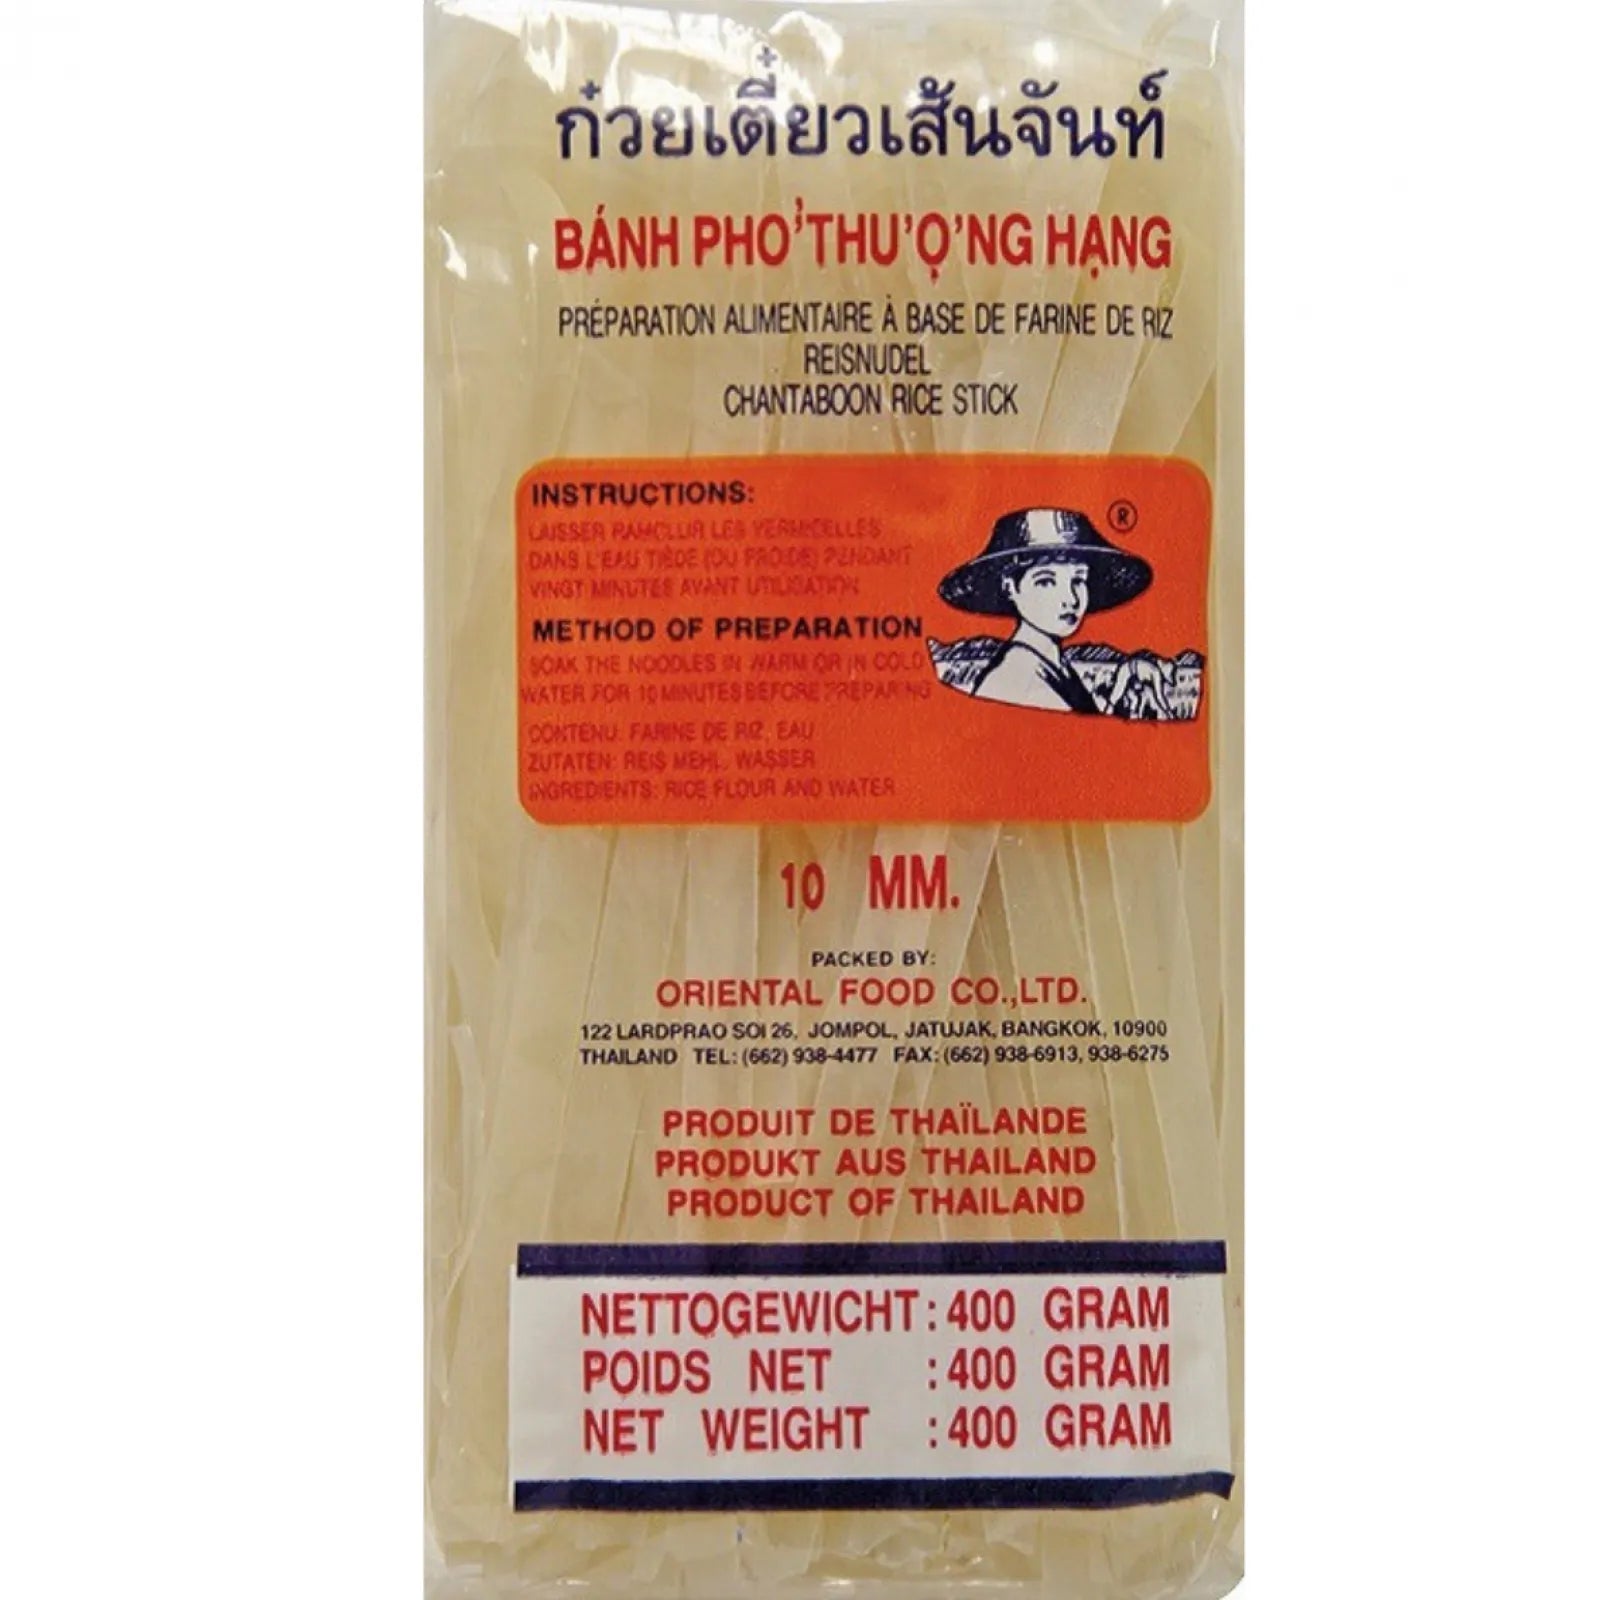 ก๋วยเตี๋ยวเส้นจันท์
BÁNH PHO'̉ THU'Ọ'NG HẠNG
PRÉPARATION ALIMENTAIRE À BASE DE FARINE DE RIZ
REISNUDEL
CHANTABOON RICE STICK
INSTRUCTIONS:
LAISSER RAMOLLIR LES VERMICELLES
DANS L'EAU TIÈDE (OU FROIDE) PENDANT
VINGT MINUTES AVANT UTILISATION
®
METHOD OF PREPARATION
SOAK THE NOODLES IN WARM OR IN COLD
WATER FOR 10 MINUTES BEFORE PREPARING
CONTENU: FARINE DE RIZ, EAU
ZUTATEN: REIS MEHL, WASSER
INGREDIENTS: RICE FLOUR AND WATER
10 MM.
PACKED BY:
ORIENTAL FOOD CO.,LTD.
122 LARDPRAO SOI 26, JOMPOL, JATUJAK, BANGKOK, 10900
THAILAND TEL: (662) 938-4477 FAX: (662) 938-6913, 938-6275
PRODUIT DE THAÏLANDE
PRODUKT AUS THAILAND
PRODUCT OF THAILAND
NETTOGEWICHT : 400 GRAM
POIDS NET : 400 GRAM
NET WEIGHT : 400 GRAM